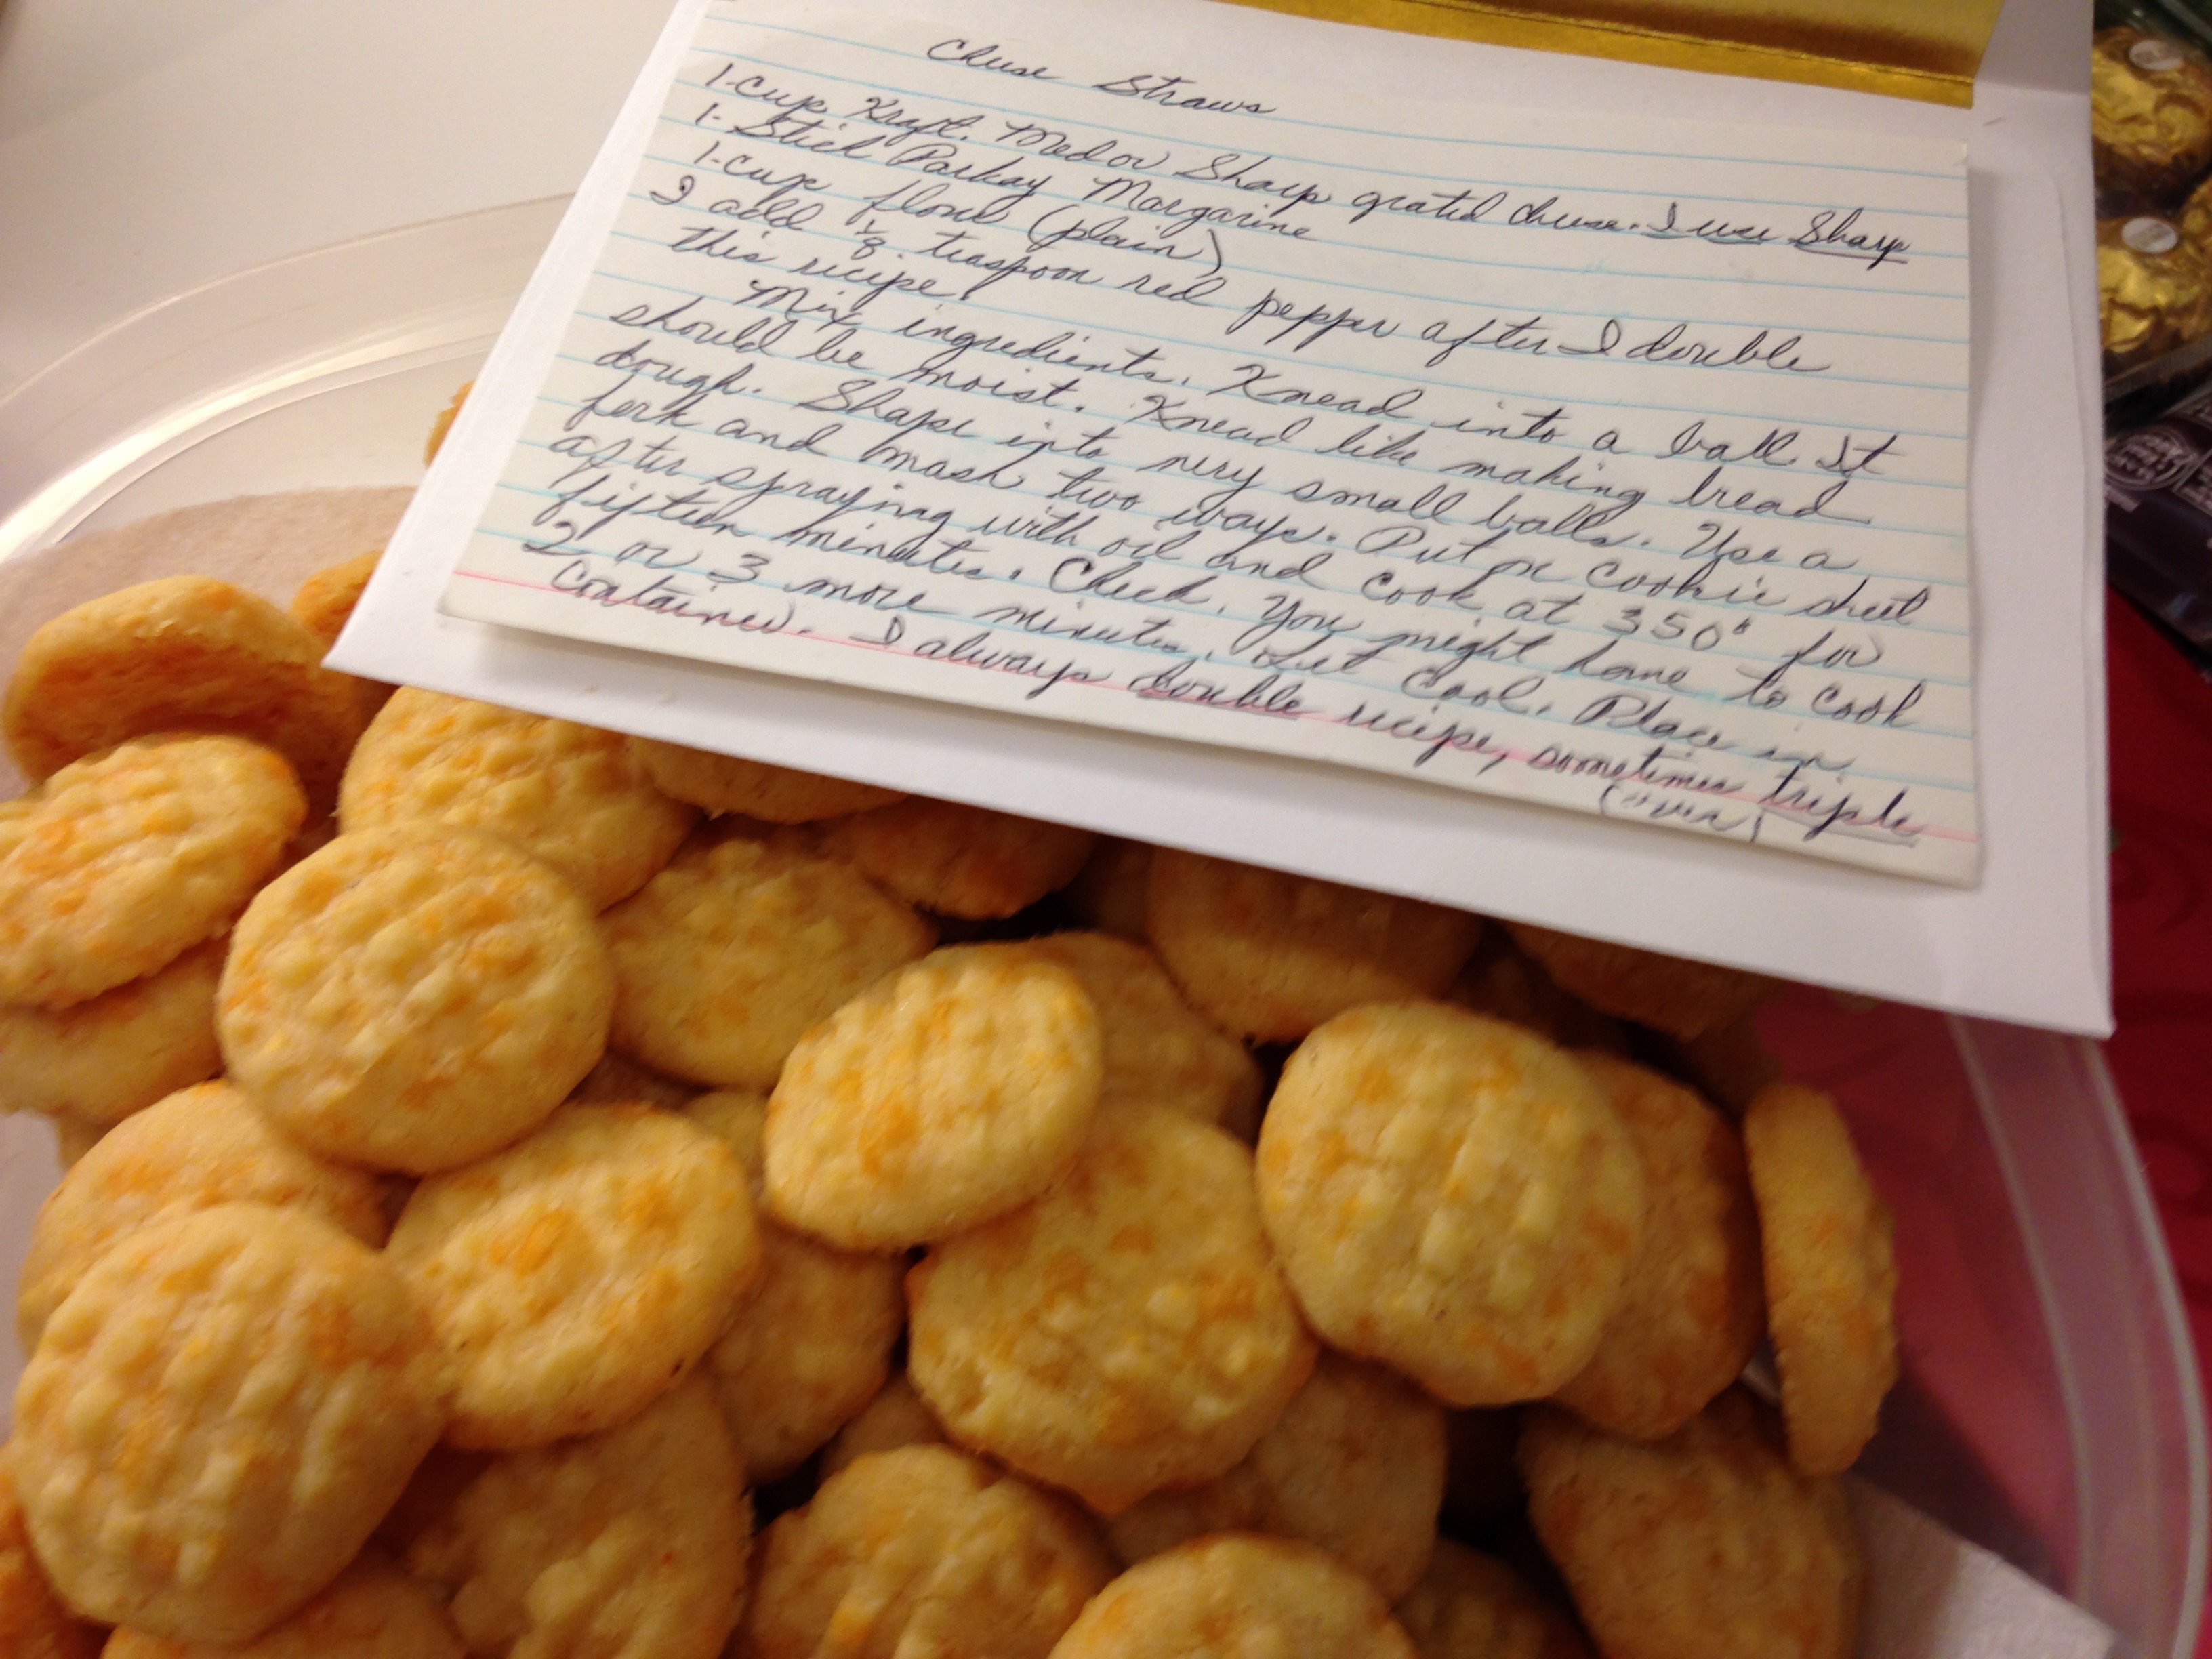 Cheese Straws
1-cup Kraft. Med or Sharp grated cheese. I use Sharp
1-Stick Parkay Margarine
1-cup flour (plain)
I add 1/8 teaspoon red pepper after I double
this recipe.
Mix ingredients. Knead into a ball. It
should be moist. Knead like making bread
dough. Shape into very small balls. Use a
fork and mash two ways. Put on cookie sheet
after spraying with oil and cook at 350° for
fifteen minutes. Check. You might have to cook
2 or 3 more minutes. Let Cool. Place in
container. I always double recipe, sometimes triple
(over)